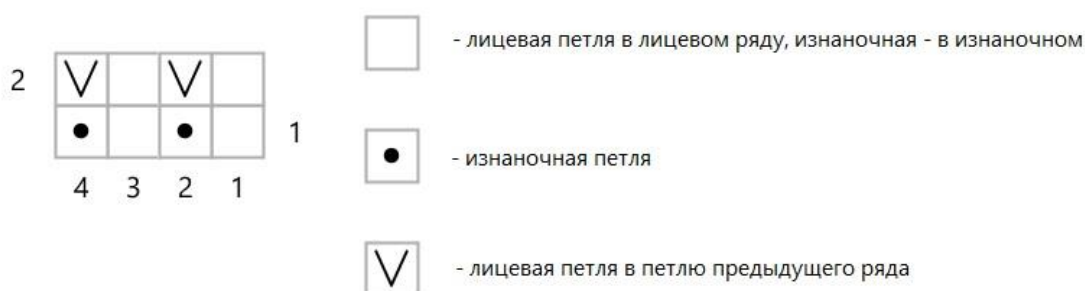 - лицевая петля в лицевом ряду, изнаночная - в изнаночном
2
1
- изнаночная петля
4 3 2 1
- лицевая петля в петлю предыдущего ряда